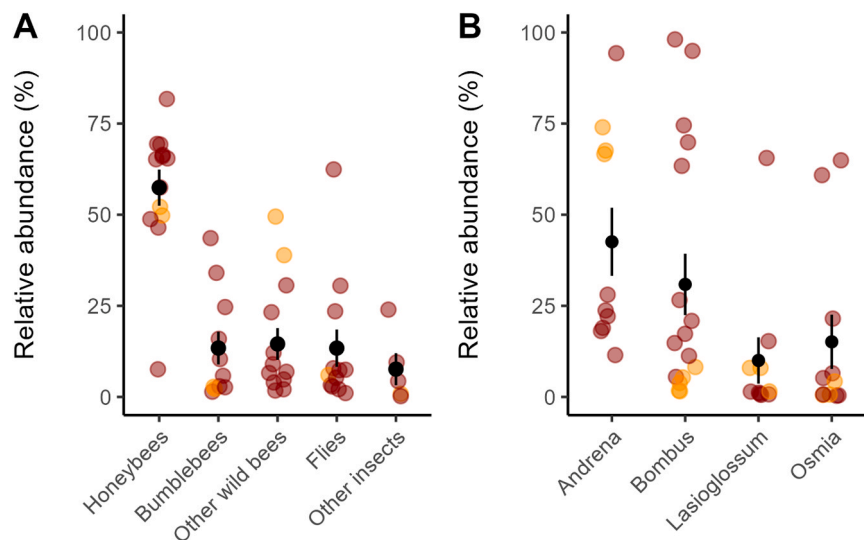 A
Relative abundance (%)
100
75
50
25
0
Honeybees
Bumblebees
Other wild bees
Flies
Other insects
B
Relative abundance (%)
100
75
50
25
0
Andrena
Bombus
Lasioglossum
Osmia